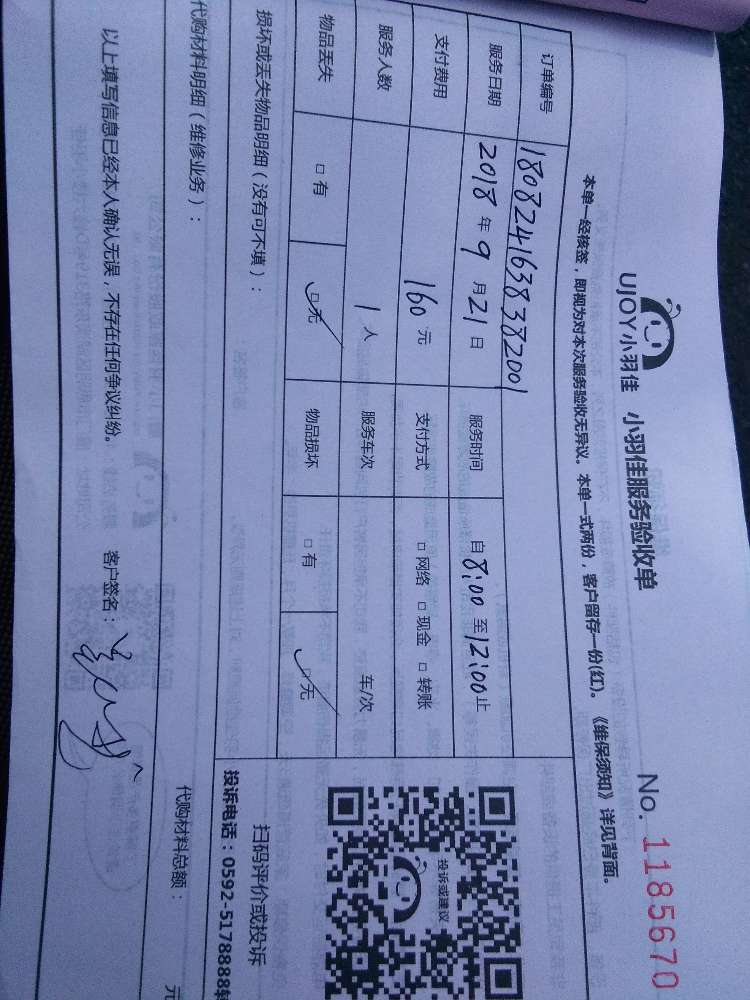 UJOY小羽佳 小羽佳服务验收单
No. 1185670
本单一经核签，即视为对本次服务验收无异议。本单一式两份，客户留存一份(红)。《维保须知》详见背面。
订单编号 1808241638382001
服务日期 2018 年 9 月 21 日 服务时间 自 8:00 至 12:00 止
支付费用 160 元 支付方式 □ 网络 □ 现金 □ 转账
服务人数 1 人 服务车次 车/次
物品丢失 □ 有 □ 无 物品损坏 □ 有 □ 无
投诉或建议
损坏或丢失物品明细（没有可不填）：
扫码评价或投诉
投诉电话：0592-5178888转
代购材料明细（维修业务）：
代购材料总额： 元
以上填写信息已经本人确认无误，不存在任何争议纠纷。 客户签名：